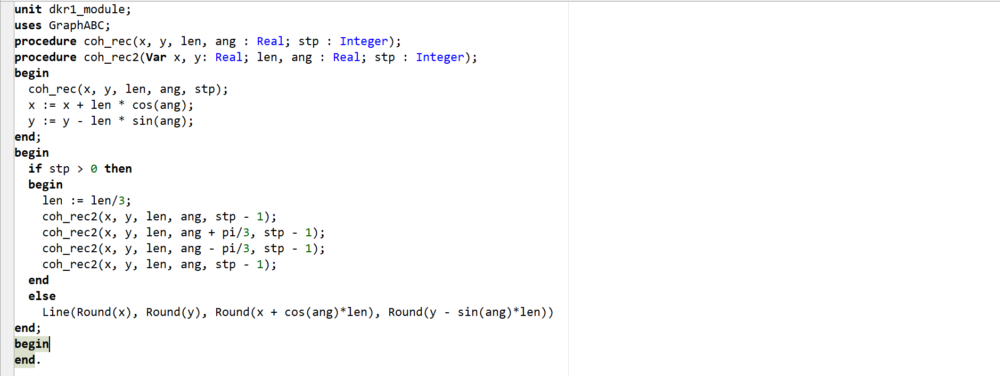 unit dkr1_module;
uses GraphABC;
procedure coh_rec(x, y, len, ang : Real; stp : Integer);
procedure coh_rec2(Var x, y: Real; len, ang : Real; stp : Integer);
begin
  coh_rec(x, y, len, ang, stp);
  x := x + len * cos(ang);
  y := y - len * sin(ang);
end;
begin
  if stp > 0 then
  begin
    len := len/3;
    coh_rec2(x, y, len, ang, stp - 1);
    coh_rec2(x, y, len, ang + pi/3, stp - 1);
    coh_rec2(x, y, len, ang - pi/3, stp - 1);
    coh_rec2(x, y, len, ang, stp - 1);
  end
  else
    Line(Round(x), Round(y), Round(x + cos(ang)*len), Round(y - sin(ang)*len))
end;
begin
end.